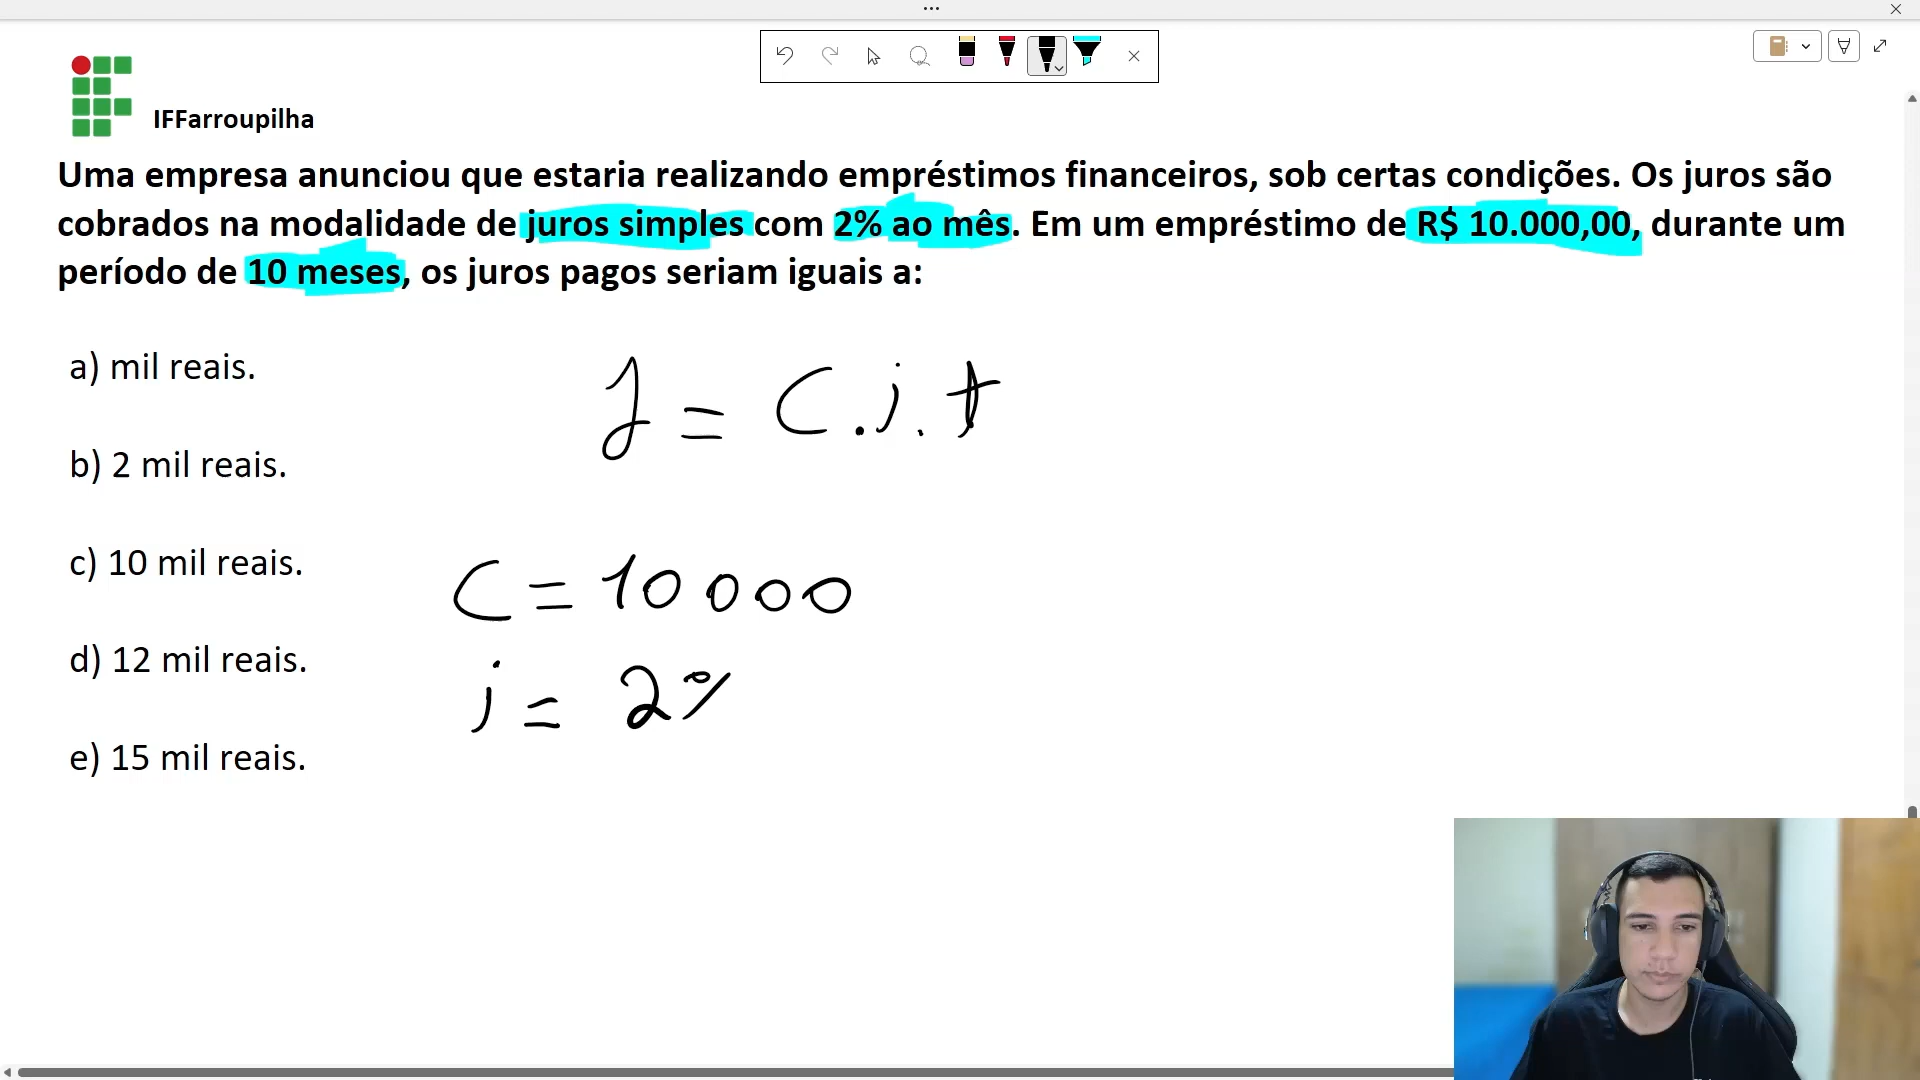 IFFarroupilha
Uma empresa anunciou que estaria realizando empréstimos financeiros, sob certas condições. Os juros são
cobrados na modalidade de juros simples com 2% ao mês. Em um empréstimo de R$ 10.000,00, durante um
período de 10 meses, os juros pagos seriam iguais a:
a) mil reais.
b) 2 mil reais.
c) 10 mil reais.
d) 12 mil reais.
e) 15 mil reais.
J = C.i.t
C = 10 000
i = 2%